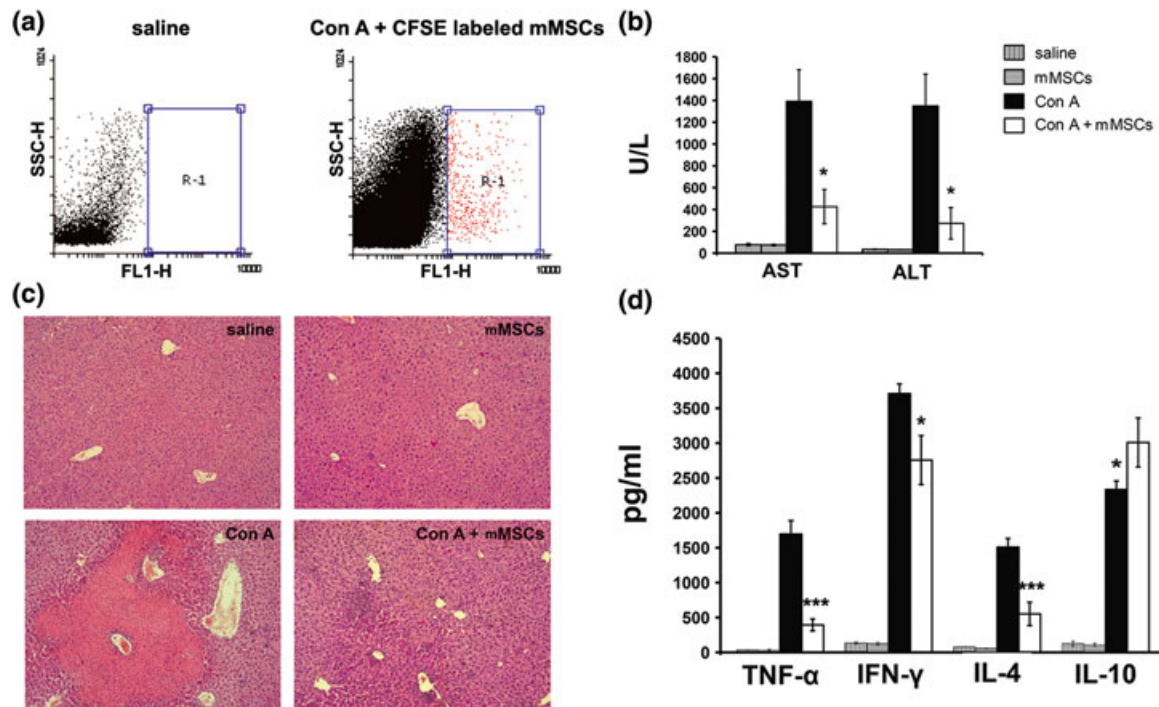 (a)
saline
Con A + CFSE labeled mMSCs
1024
SSC-H
R-1
FL1-H
10000
1024
SSC-H
R-1
FL1-H
10000
(b)
saline
mMSCs
Con A
Con A + mMSCs
1800
1600
1400
1200
1000
800
600
400
200
0
U/L
*
*
AST
ALT
(c)
saline
mMSCs
Con A
Con A + mMSCs
(d)
4500
4000
3500
3000
2500
2000
1500
1000
500
0
pg/ml
***
*
***
*
TNF-α
IFN-γ
IL-4
IL-10